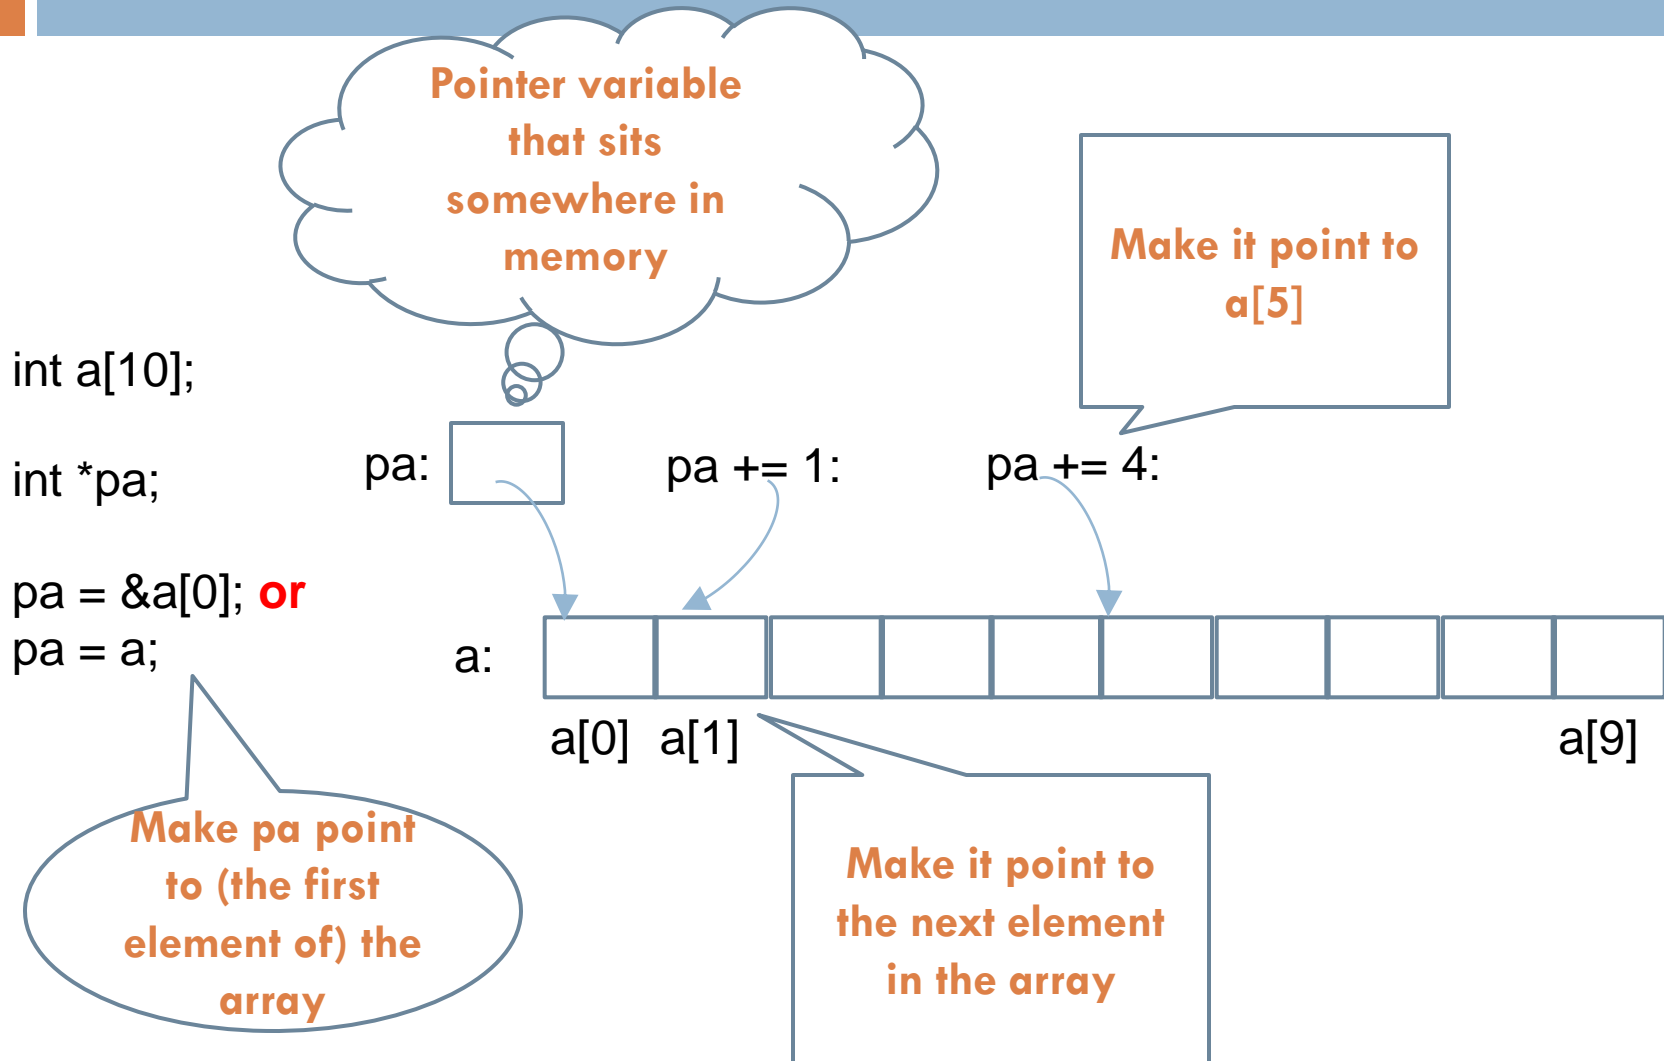 Pointer variable
that sits
somewhere in
memory
Make it point to
a[5]
int a[10];
int *pa;
pa:
pa += 1:
pa += 4:
pa = &a[0]; or
pa = a;
a:
a[0] a[1] a[9]
Make pa point
to (the first
element of) the
array
Make it point to
the next element
in the array